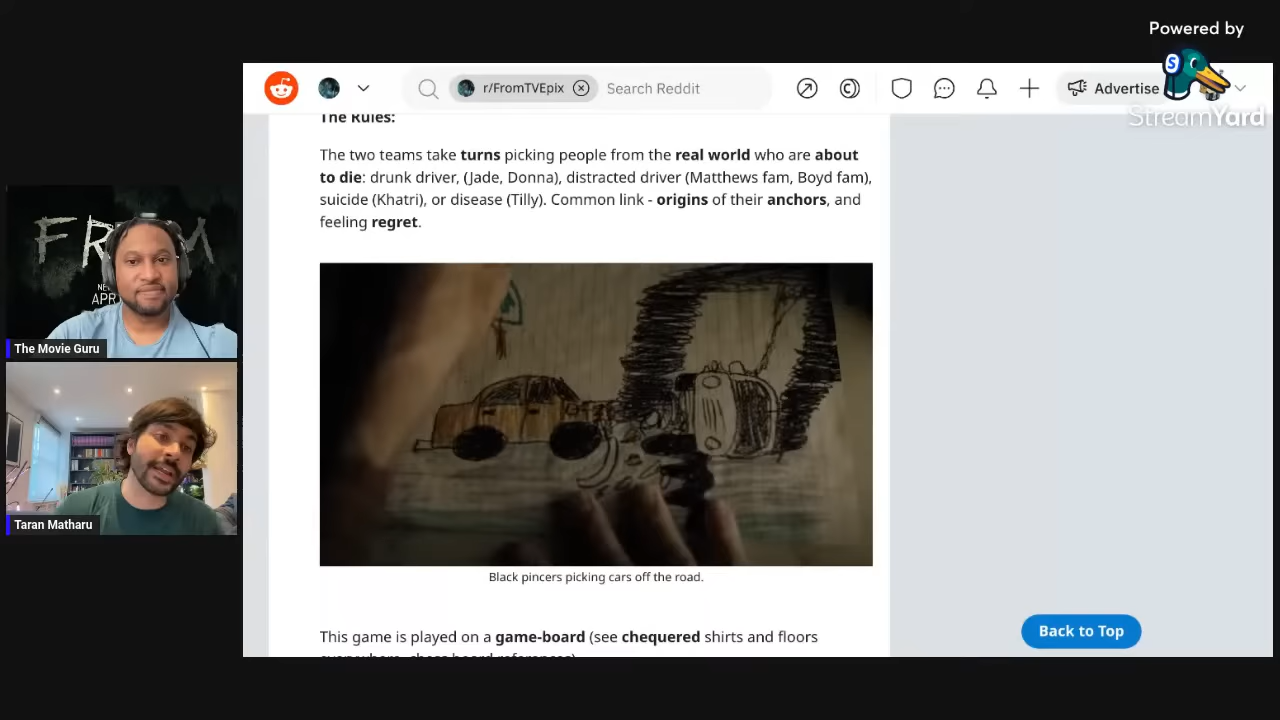 Powered by
StreamYard
r/FromTVEpix
Search Reddit
Advertise
The Rules:
The two teams take turns picking people from the real world who are about
to die: drunk driver, (Jade, Donna), distracted driver (Matthews fam, Boyd fam),
suicide (Khatri), or disease (Tilly). Common link - origins of their anchors, and
feeling regret.
FROM
APR
The Movie Guru
Taran Matharu
Black pincers picking cars off the road.
This game is played on a game-board (see chequered shirts and floors
Back to Top